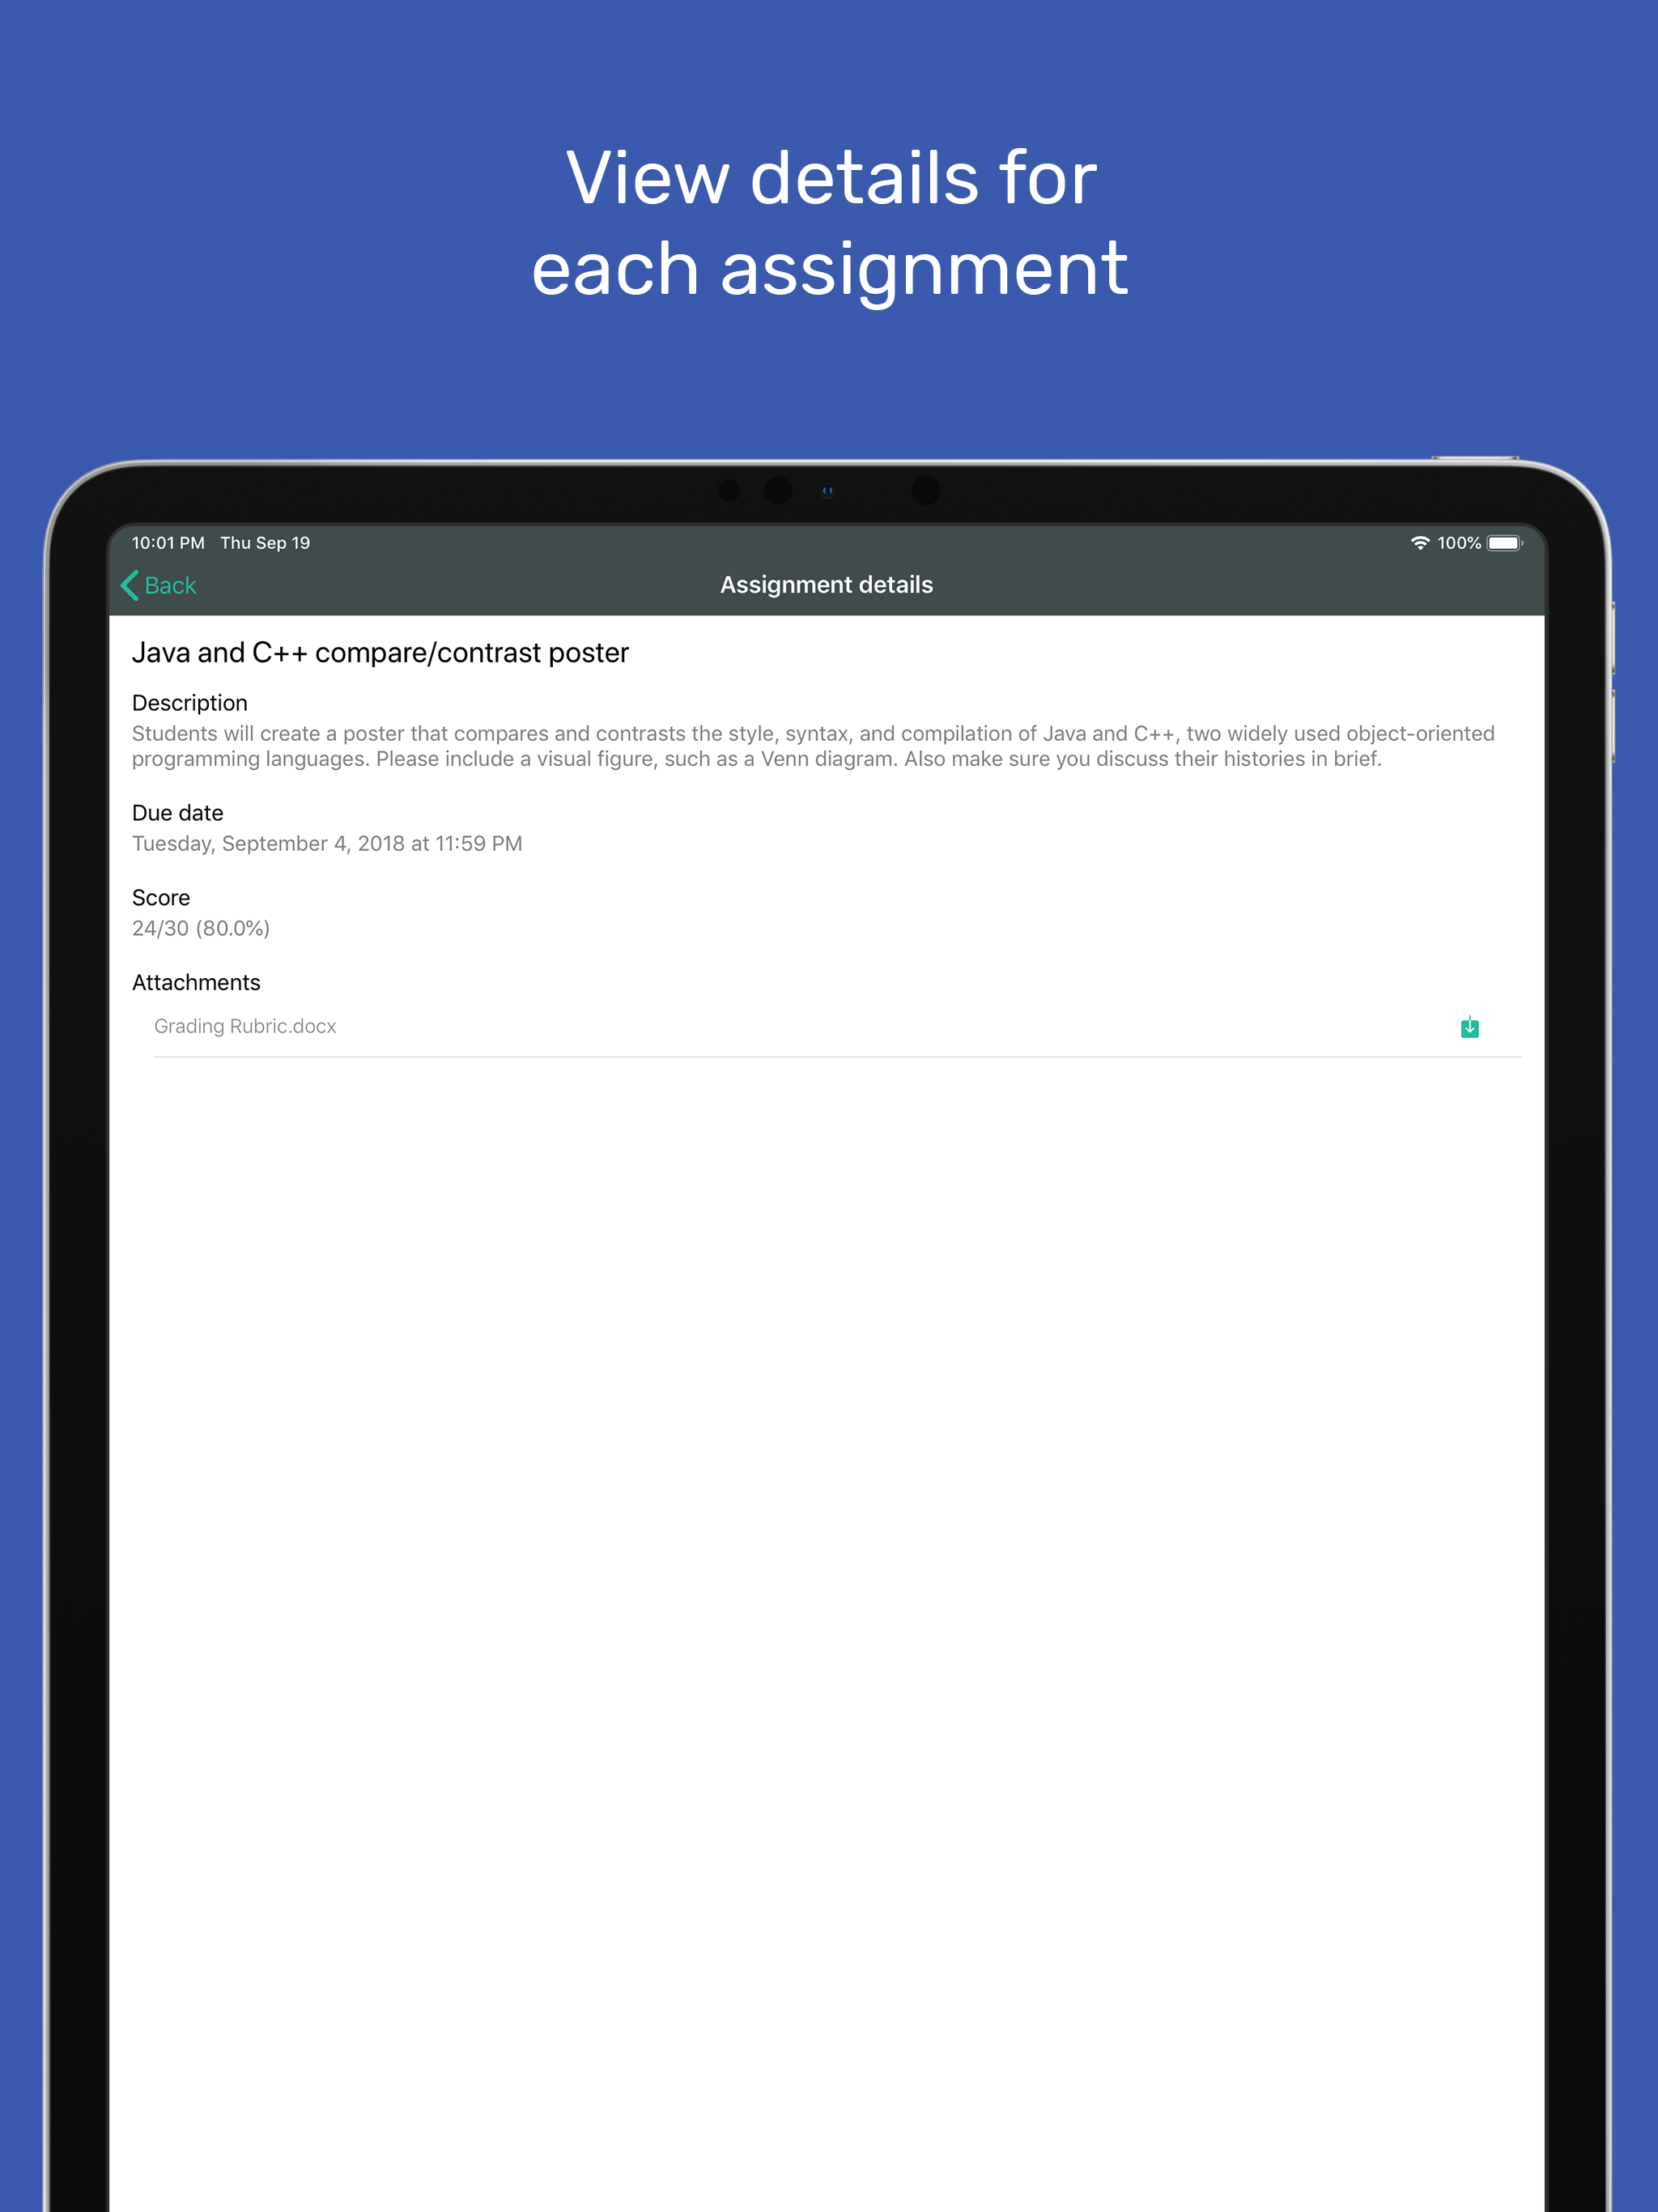 View details for
each assignment
10:01 PM Thu Sep 19
100%
Back
Assignment details
Java and C++ compare/contrast poster
Description
Students will create a poster that compares and contrasts the style, syntax, and compilation of Java and C++, two widely used object-oriented
programming languages. Please include a visual figure, such as a Venn diagram. Also make sure you discuss their histories in brief.
Due date
Tuesday, September 4, 2018 at 11:59 PM
Score
24/30 (80.0%)
Attachments
Grading Rubric.docx